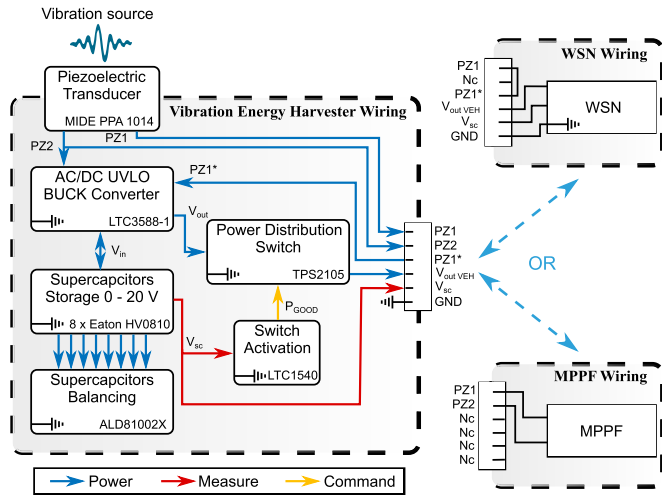 Vibration source
Piezoelectric
Transducer
MIDE PPA 1014
Vibration Energy Harvester Wiring
PZ2
PZ1
AC/DC UVLO
BUCK Converter
LTC3588-1
PZ1*
Vout
Power Distribution
Switch
TPS2105
Vin
Supercapcitors
Storage 0 - 20 V
8 x Eaton HV0810
PGOOD
Vsc
Switch
Activation
LTC1540
Supercapcitors
Balancing
ALD81002X
PZ1
PZ2
PZ1*
Vout VEH
Vsc
GND
Power
Measure
Command
WSN Wiring
PZ1
Nc
PZ1*
Vout VEH
Vsc
GND
WSN
OR
MPPF Wiring
PZ1
PZ2
Nc
Nc
Nc
Nc
MPPF